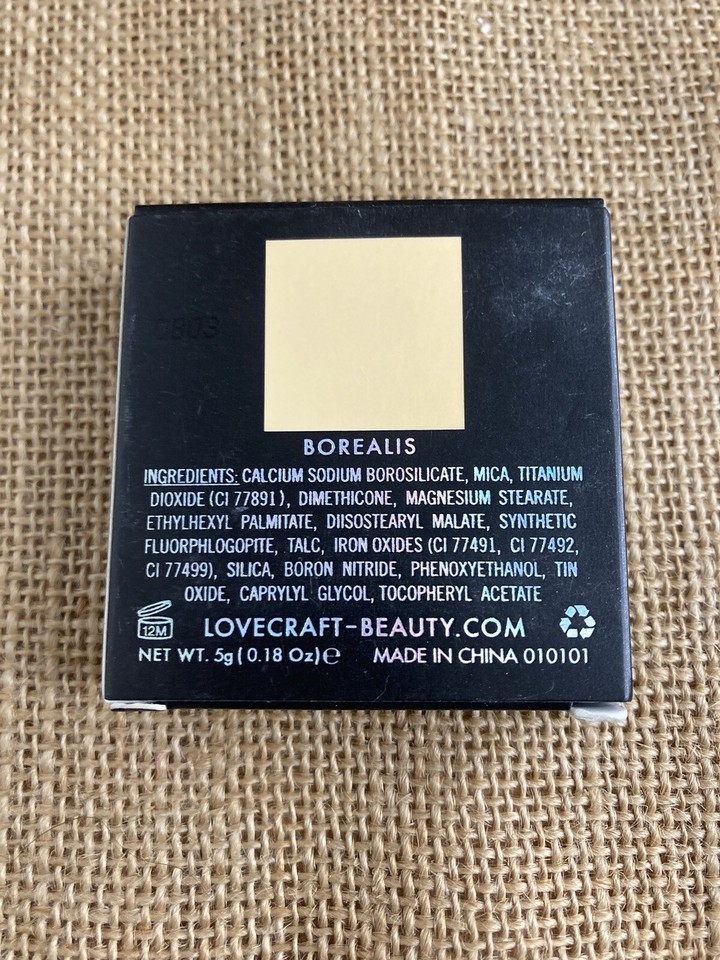 BOREALIS
INGREDIENTS: CALCIUM SODIUM BOROSILICATE, MICA, TITANIUM
DIOXIDE (CI 77891), DIMETHICONE, MAGNESIUM STEARATE,
ETHYLHEXYL PALMITATE, DIISOSTEARYL MALATE, SYNTHETIC
FLUORPHLOGOPITE, TALC, IRON OXIDES (CI 77491, CI 77492,
CI 77499), SILICA, BORON NITRIDE, PHENOXYETHANOL, TIN
OXIDE, CAPRYLYL GLYCOL, TOCOPHERYL ACETATE
12M LOVECRAFT-BEAUTY.COM
NET WT. 5g ( 0.18 Oz) ℮ MADE IN CHINA 010101